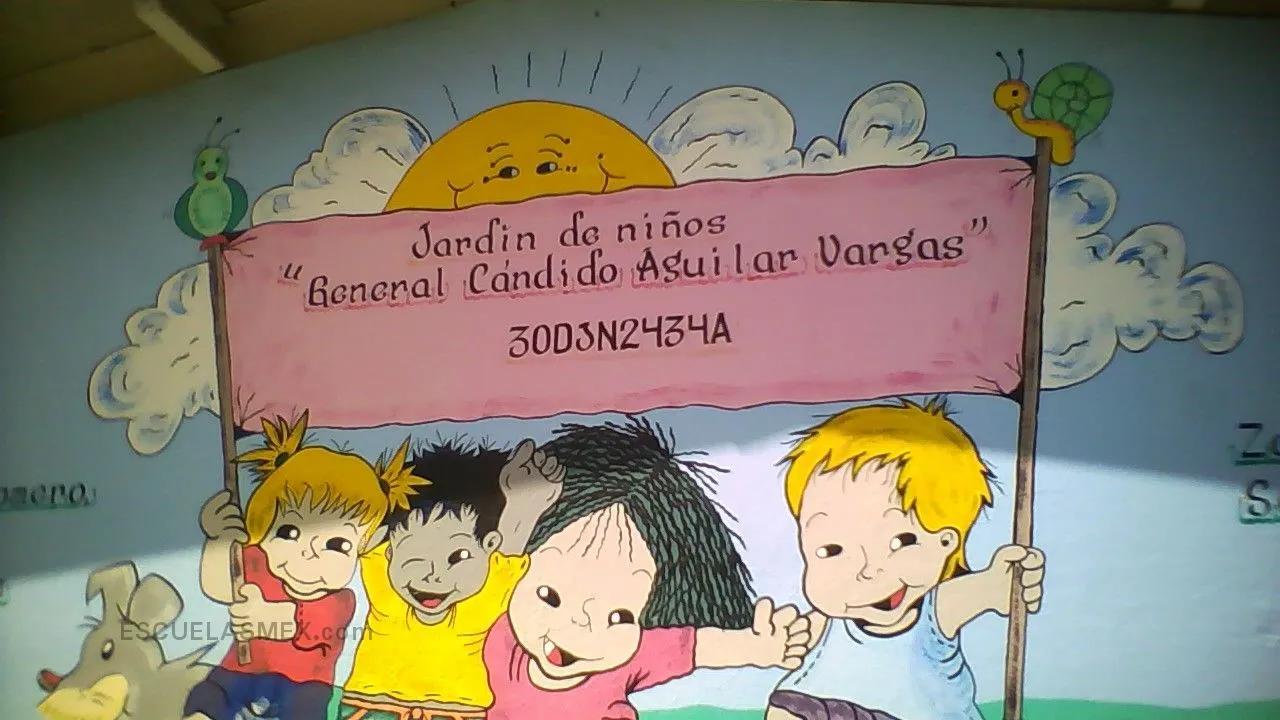 Jardin de niños
"General Cándido Aguilar Vargas"
30DJN2434A
ESCUELASMEX.com